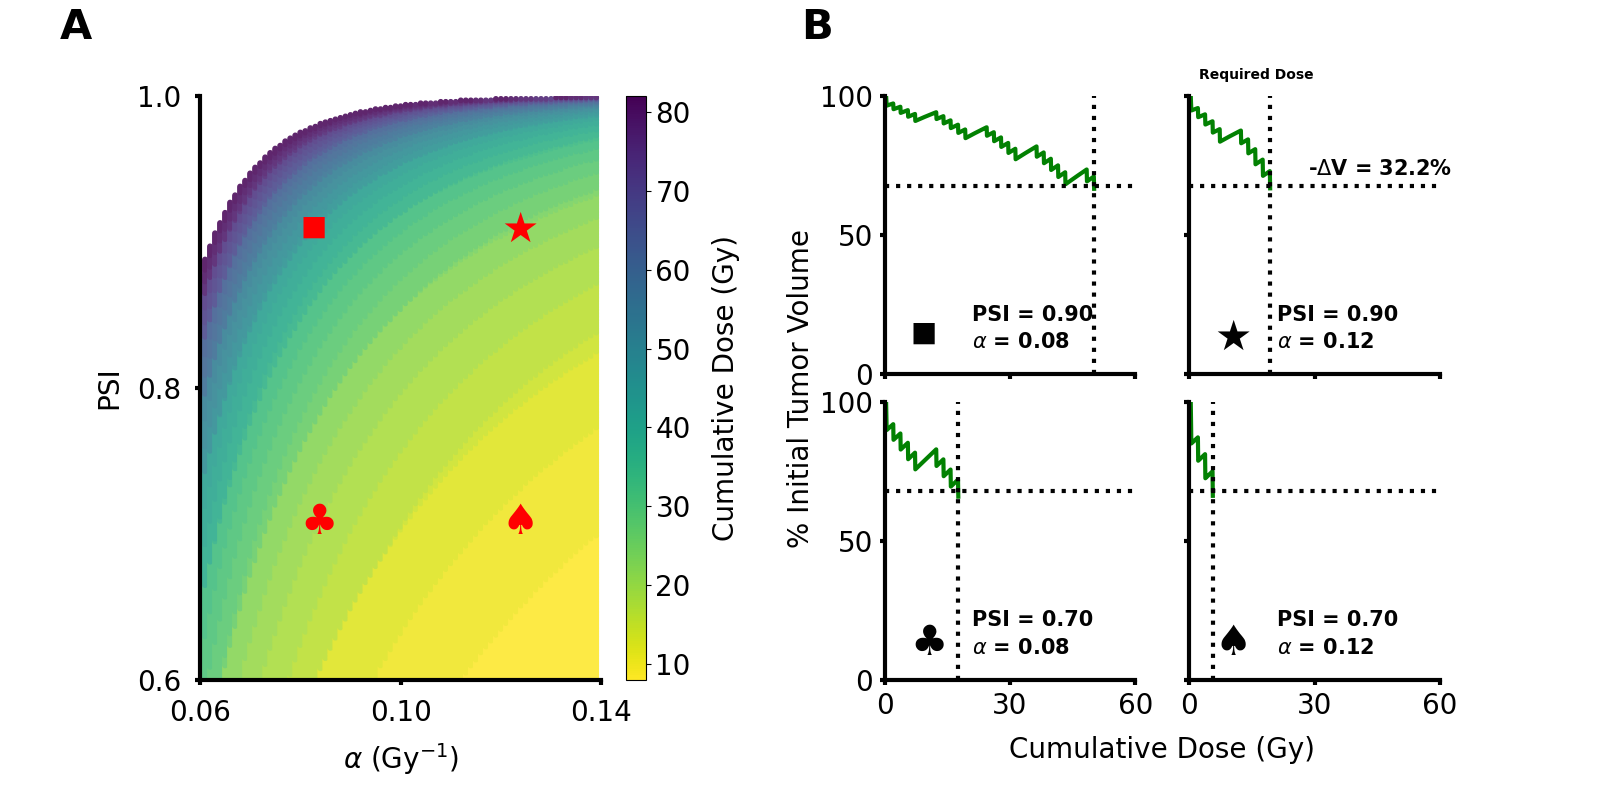 A
1.0
0.8
0.6
PSI
0.06
0.10
0.14
α (Gy⁻¹)
80
70
60
50
40
30
20
10
Cumulative Dose (Gy)
B
Required Dose
100
50
0
PSI = 0.90
α = 0.08
-ΔV = 32.2%
PSI = 0.90
α = 0.12
% Initial Tumor Volume
100
50
0
PSI = 0.70
α = 0.08
PSI = 0.70
α = 0.12
0
30
60
0
30
60
Cumulative Dose (Gy)